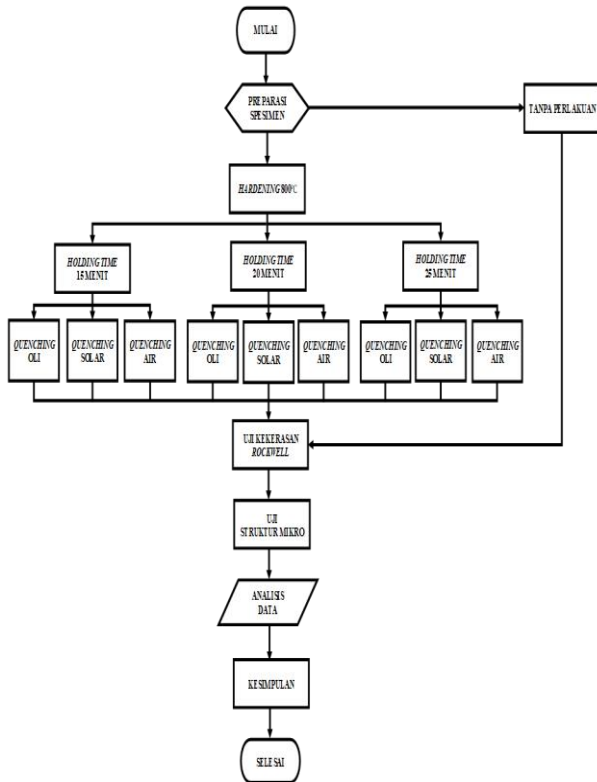 MULAI
PREPARASI
SPESIMEN
TANPA PERLAKUAN
HARDENING 800°C
HOLDING TIME
15 MENIT
HOLDING TIME
20 MENIT
HOLDING TIME
25 MENIT
QUENCHING
OLI
QUENCHING
SOLAR
QUENCHING
AIR
QUENCHING
OLI
QUENCHING
SOLAR
QUENCHING
AIR
QUENCHING
OLI
QUENCHING
SOLAR
QUENCHING
AIR
UJI KEKERASAN
ROCKWELL
UJI
STRUKTUR MIKRO
ANALISIS
DATA
KESIMPULAN
SELESAI